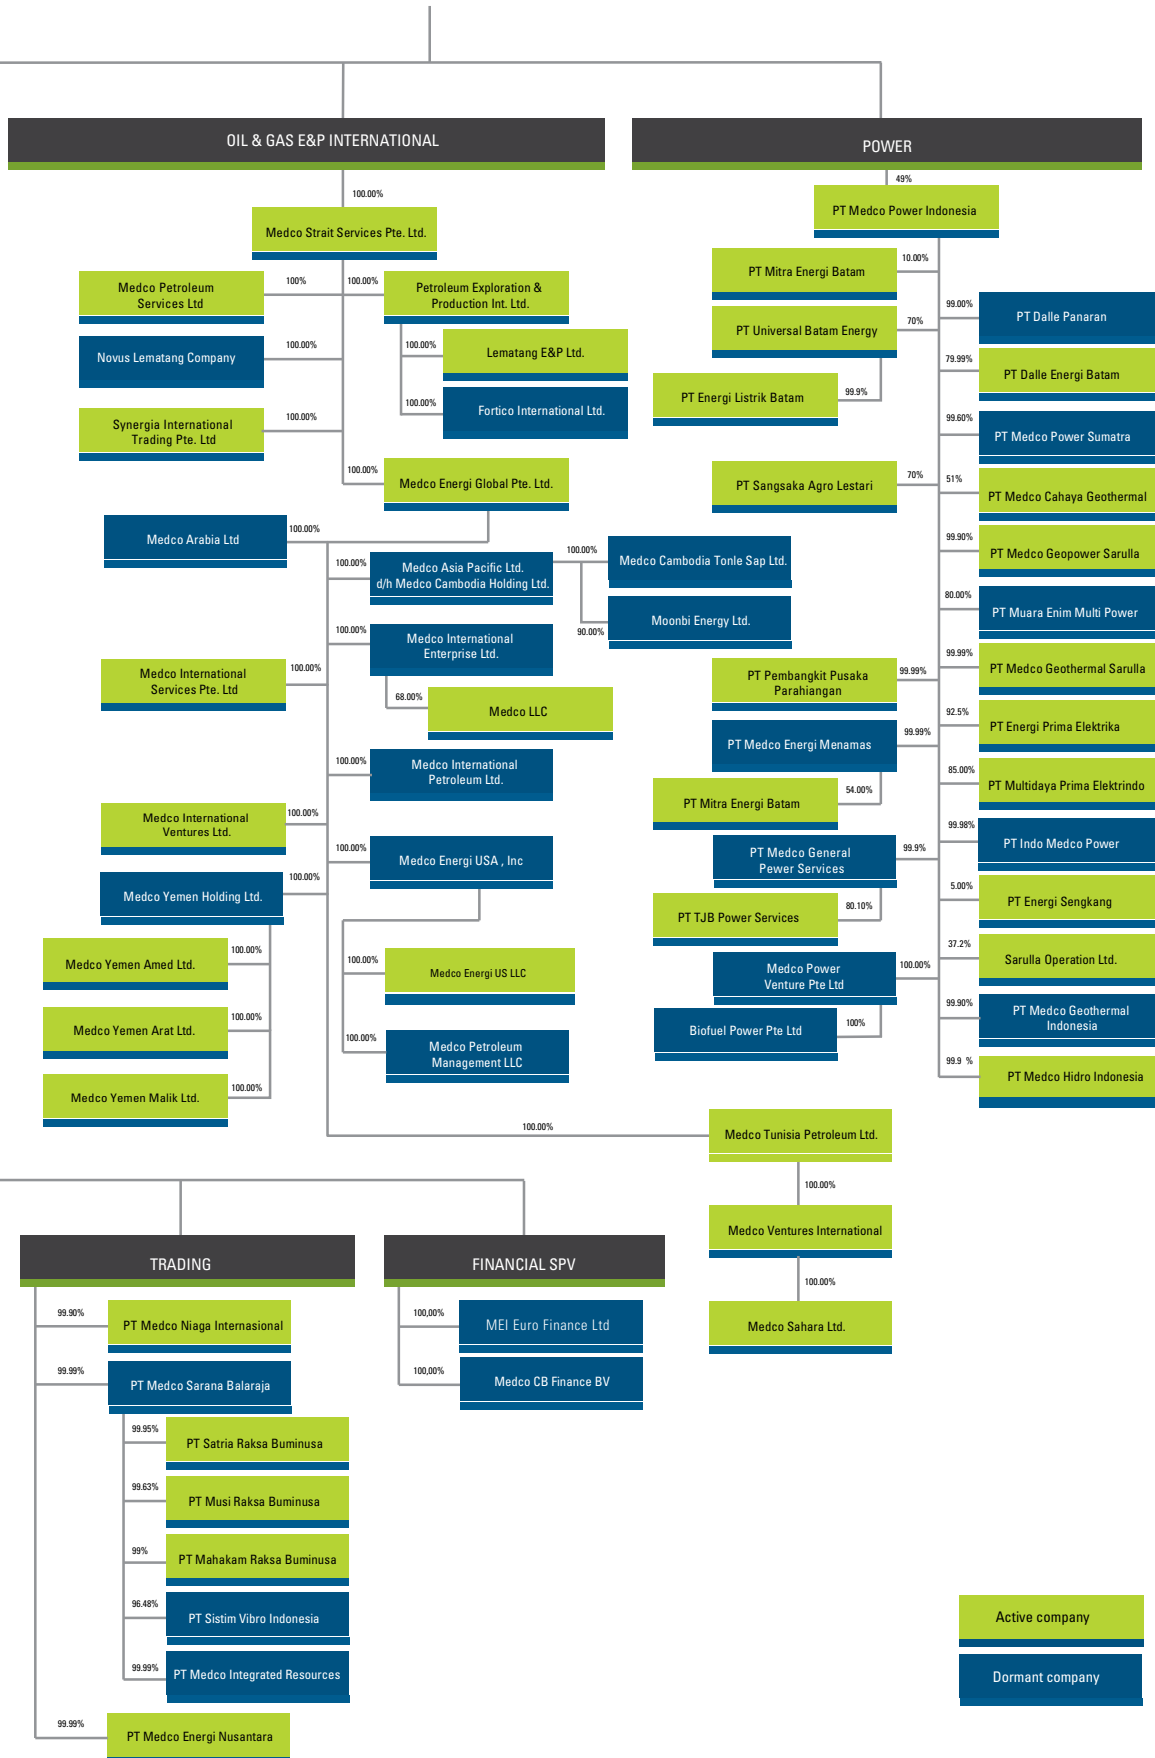 OIL & GAS E&P INTERNATIONAL
100.00%
Medco Strait Services Pte. Ltd.
Medco Petroleum
Services Ltd
100%
100.00%
Petroleum Exploration &
Production Int. Ltd.
100.00%
Lematang E&P Ltd.
Novus Lematang Company
100.00%
100.00%
Fortico International Ltd.
Synergia International
Trading Pte. Ltd
100.00%
100.00%
Medco Energi Global Pte. Ltd.
Medco Arabia Ltd
100.00%
100.00%
Medco Asia Pacific Ltd.
d/h Medco Cambodia Holding Ltd.
100.00%
Medco Cambodia Tonle Sap Ltd.
90.00%
Moonbi Energy Ltd.
100.00%
Medco International
Enterprise Ltd.
Medco International
Services Pte. Ltd
100.00%
68.00%
Medco LLC
100.00%
Medco International
Petroleum Ltd.
Medco International
Ventures Ltd.
100.00%
100.00%
Medco Energi USA , Inc
Medco Yemen Holding Ltd.
100.00%
Medco Yemen Amed Ltd.
100.00%
100.00%
Medco Energi US LLC
Medco Yemen Arat Ltd.
100.00%
100.00%
Medco Petroleum
Management LLC
Medco Yemen Malik Ltd.
100.00%
100.00%
Medco Tunisia Petroleum Ltd.
100.00%
Medco Ventures International
100.00%
Medco Sahara Ltd.
POWER
49%
PT Medco Power Indonesia
PT Mitra Energi Batam
10.00%
99.00%
PT Dalle Panaran
PT Universal Batam Energy
70%
79.99%
PT Dalle Energi Batam
PT Energi Listrik Batam
99.9%
99.60%
PT Medco Power Sumatra
PT Sangsaka Agro Lestari
70%
51%
PT Medco Cahaya Geothermal
99.90%
PT Medco Geopower Sarulla
80.00%
PT Muara Enim Multi Power
99.99%
PT Medco Geothermal Sarulla
PT Pembangkit Pusaka
Parahiangan
99.99%
92.5%
PT Energi Prima Elektrika
PT Medco Energi Menamas
99.99%
85.00%
PT Multidaya Prima Elektrindo
PT Mitra Energi Batam
54.00%
99.98%
PT Indo Medco Power
PT Medco General
Pewer Services
99.9%
5.00%
PT Energi Sengkang
PT TJB Power Services
80.10%
37.2%
Sarulla Operation Ltd.
Medco Power
Venture Pte Ltd
100.00%
99.90%
PT Medco Geothermal
Indonesia
Biofuel Power Pte Ltd
100%
99.9 %
PT Medco Hidro Indonesia
TRADING
99.90%
PT Medco Niaga Internasional
99.99%
PT Medco Sarana Balaraja
99.95%
PT Satria Raksa Buminusa
99.63%
PT Musi Raksa Buminusa
99%
PT Mahakam Raksa Buminusa
96.48%
PT Sistim Vibro Indonesia
99.99%
PT Medco Integrated Resources
99.99%
PT Medco Energi Nusantara
FINANCIAL SPV
100,00%
MEI Euro Finance Ltd
100,00%
Medco CB Finance BV
Active company
Dormant company